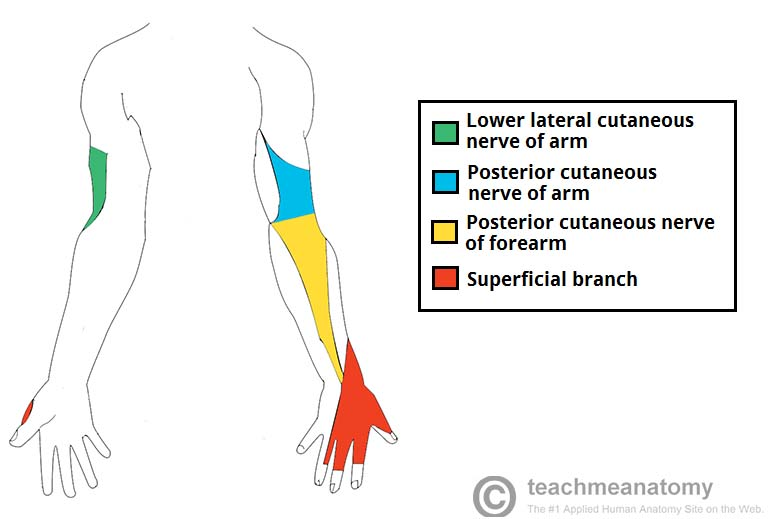 Lower lateral cutaneous
nerve of arm
Posterior cutaneous
nerve of arm
Posterior cutaneous nerve
of forearm
Superficial branch
© teachmeanatomy
The #1 Applied Human Anatomy Site on the Web.